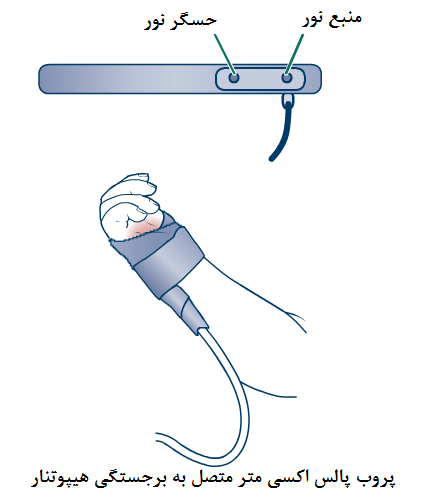 منبع نور
حسگر نور
پروب پالس اکسی متر متصل به برجستگی هیپوتنار